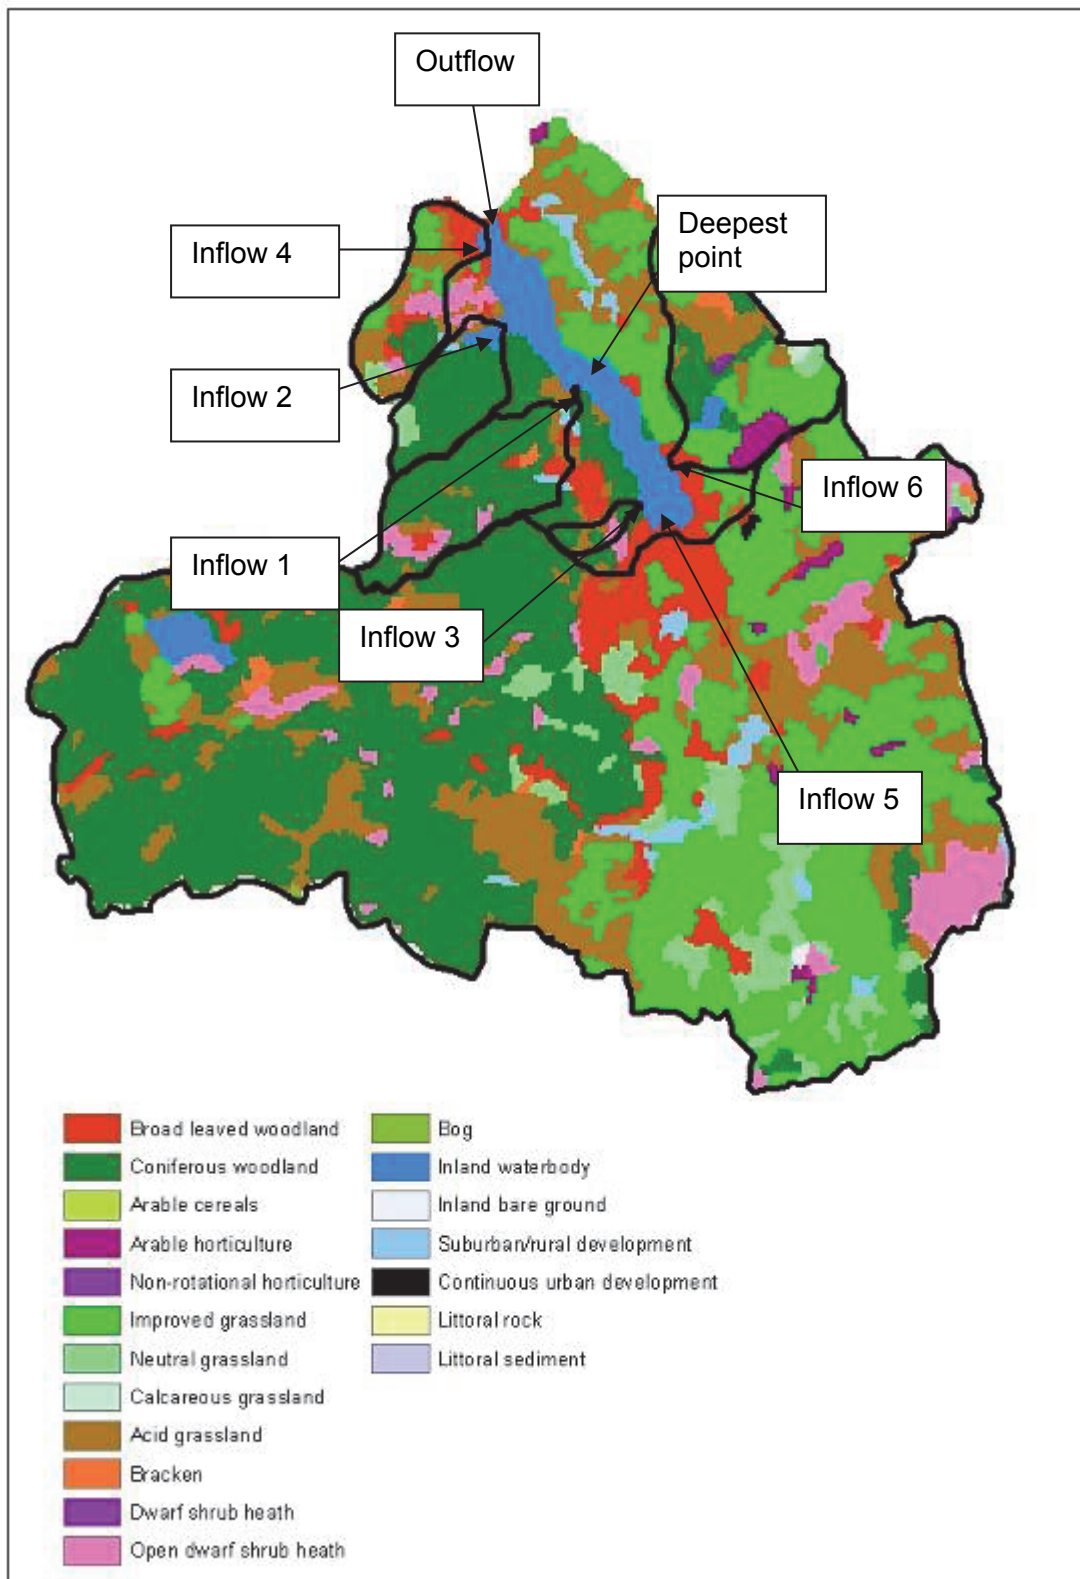 Outflow
Inflow 4
Deepest
point
Inflow 2
Inflow 6
Inflow 1
Inflow 3
Inflow 5
Broad leaved woodland
Coniferous woodland
Arable cereals
Arable horticulture
Non-rotational horticulture
Improved grassland
Neutral grassland
Calcareous grassland
Acid grassland
Bracken
Dwarf shrub heath
Open dwarf shrub heath
Bog
Inland waterbody
Inland bare ground
Suburban/rural development
Continuous urban development
Littoral rock
Littoral sediment